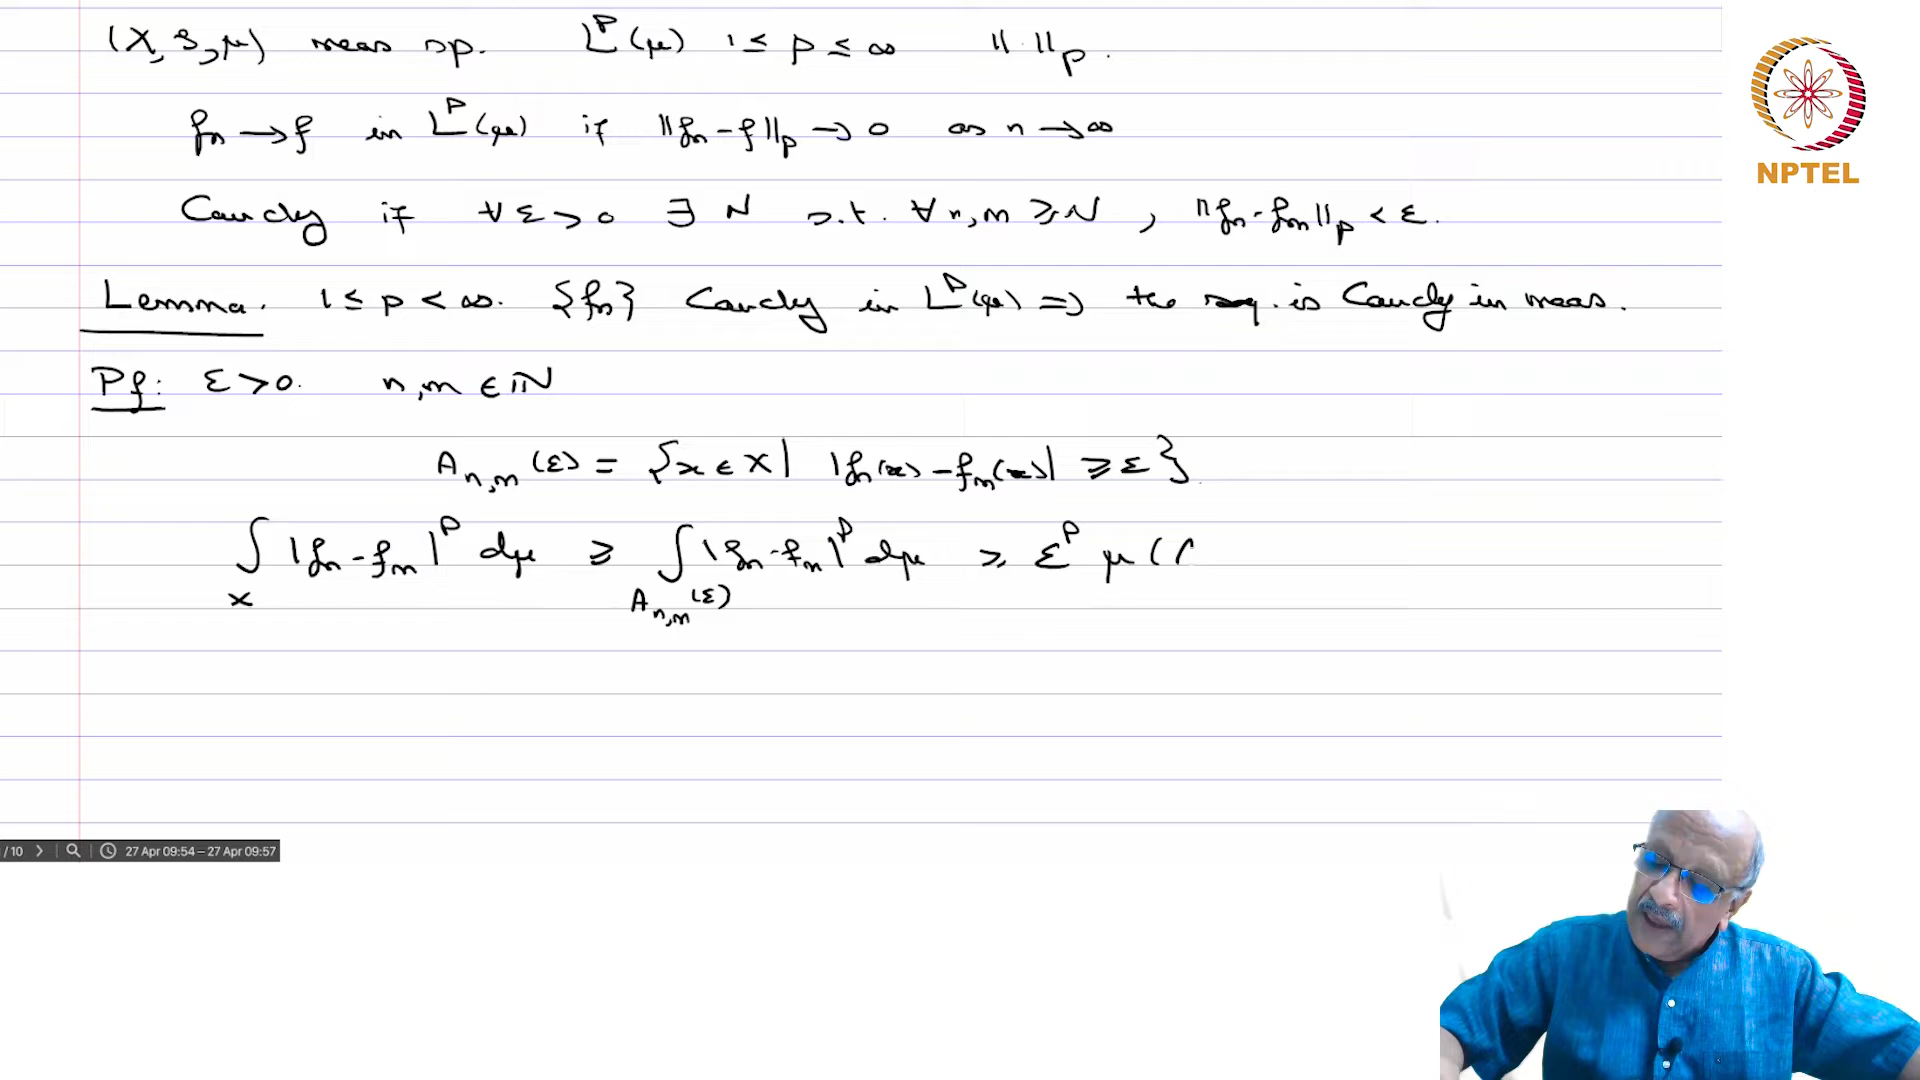 (X, S, μ) meas sp. L^p(μ) 1 ≤ p ≤ ∞ ‖·‖_p.
f_n → f in L^p(μ) if ‖f_n - f‖_p → 0 as n → ∞
Cauchy if ∀ ε > 0 ∃ N s.t. ∀ n, m ≥ N, ‖f_n - f_m‖_p < ε.
Lemma. 1 ≤ p < ∞. {f_n} Cauchy in L^p(μ) ⇒ the seq. is Cauchy in meas.
Pf: ε > 0. n, m ∈ ℕ
A_{n,m}(ε) = {x ∈ X | |f_n(x) - f_m(x)| ≥ ε}.
∫_X |f_n - f_m|^p dμ ≥ ∫_{A_{n,m}(ε)} |f_n - f_m|^p dμ ≥ ε^p μ(
NPTEL
/10 27 Apr 09:54 – 27 Apr 09:57